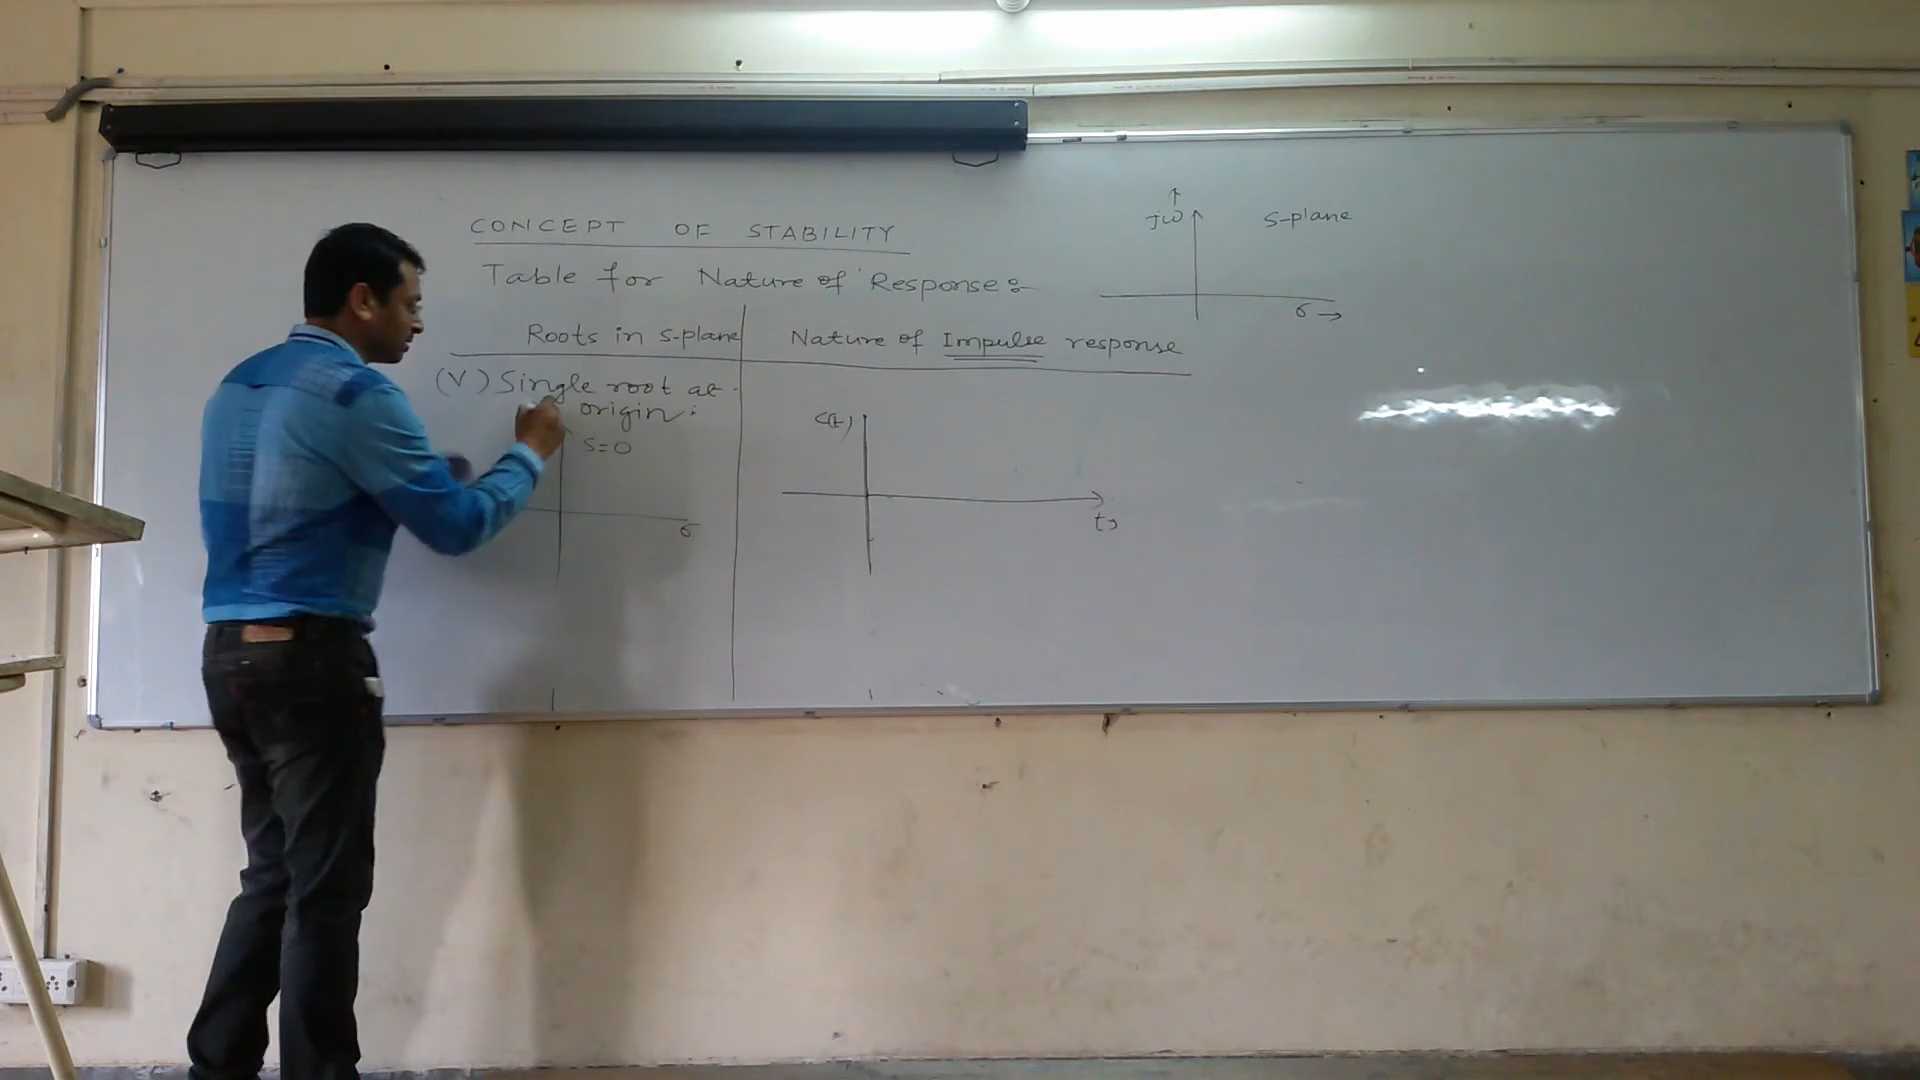 CONCEPT OF STABILITY
Table for Nature of Response:-
jω
S-plane
σ
Roots in s-plane
Nature of Impulse response
(V) Single root at
origin:
S=0
σ
c(t)
t